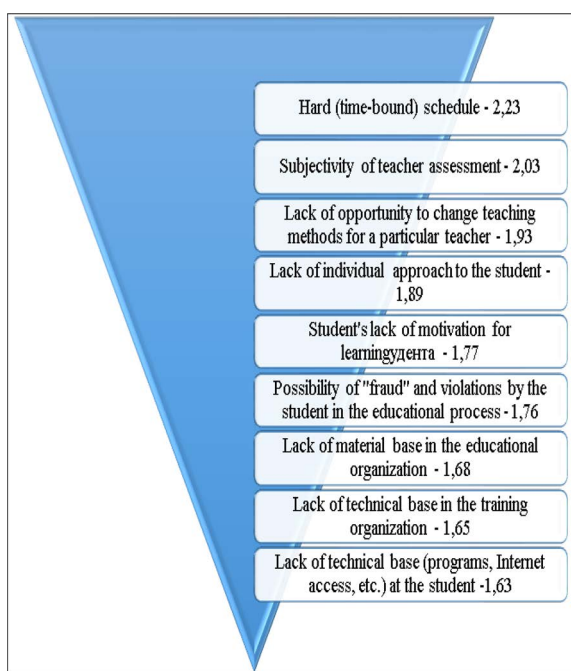 Hard (time-bound) schedule - 2,23
Subjectivity of teacher assessment - 2,03
Lack of opportunity to change teaching
methods for a particular teacher - 1,93
Lack of individual approach to the student -
1,89
Student's lack of motivation for
learningудента - 1,77
Possibility of "fraud" and violations by the
student in the educational process - 1,76
Lack of material base in the educational
organization - 1,68
Lack of technical base in the training
organization - 1,65
Lack of technical base (programs, Internet
access, etc.) at the student -1,63